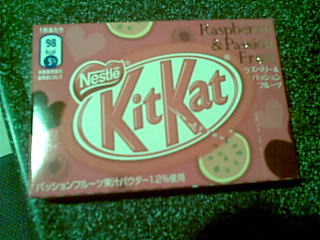 1枚あたり
98
kcal
5%
Raspberry
& Passion
Fruit
ラズベリー&
パッション
フルーツ
Nestlé
KitKat
パッションフルーツ果汁パウダー1.2%使用